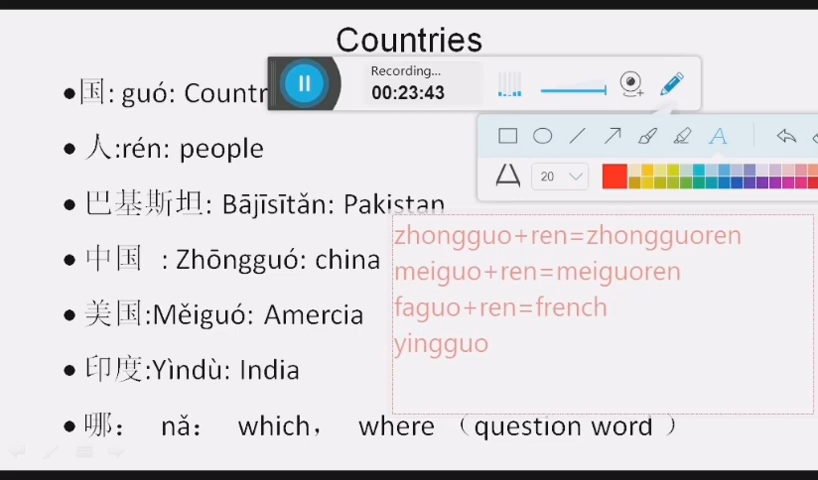 Countries
•国: guó: Countr
Recording...
00:23:43
•人:rén: people
20
•巴基斯坦: Bājīsītǎn: Pakistan
zhongguo+ren=zhongguoren
•中国 : Zhōngguó: china
meiguo+ren=meiguoren
•美国:Měiguó: Amercia
faguo+ren=french
yingguo
•印度:Yìndù: India
•哪： nǎ： which， where （question word ）